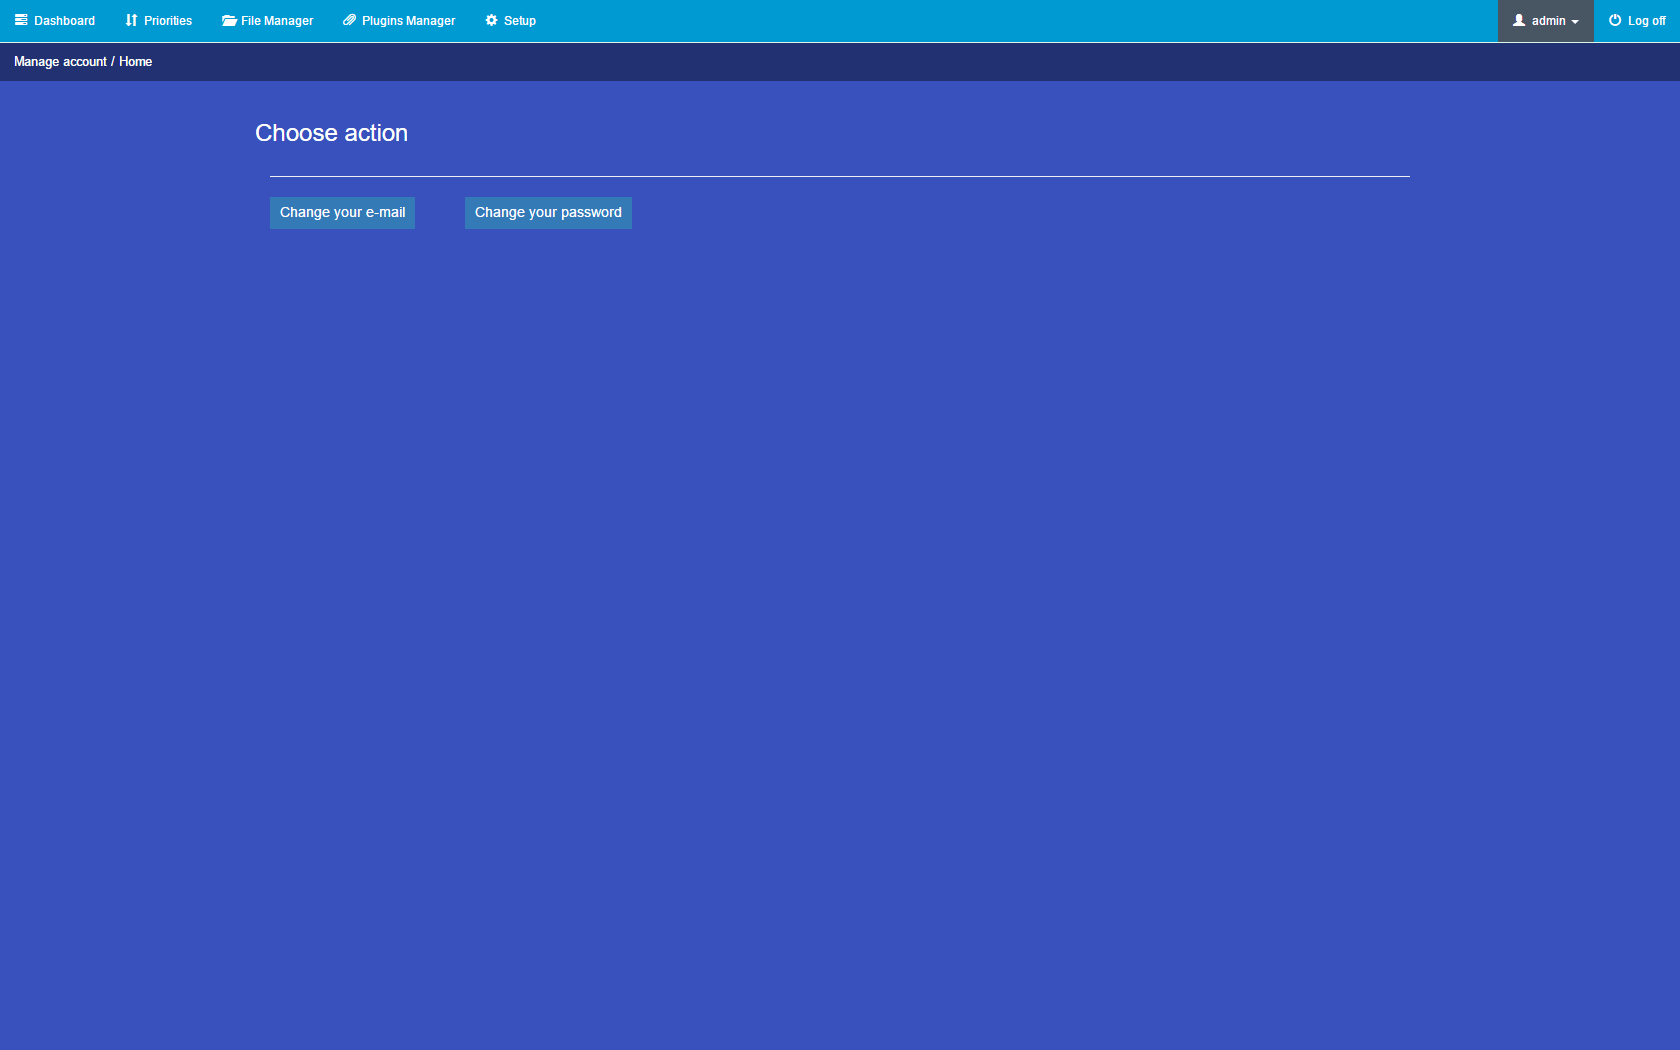 Dashboard Priorities File Manager Plugins Manager Setup admin Log off
Manage account / Home
Choose action
Change your e-mail Change your password